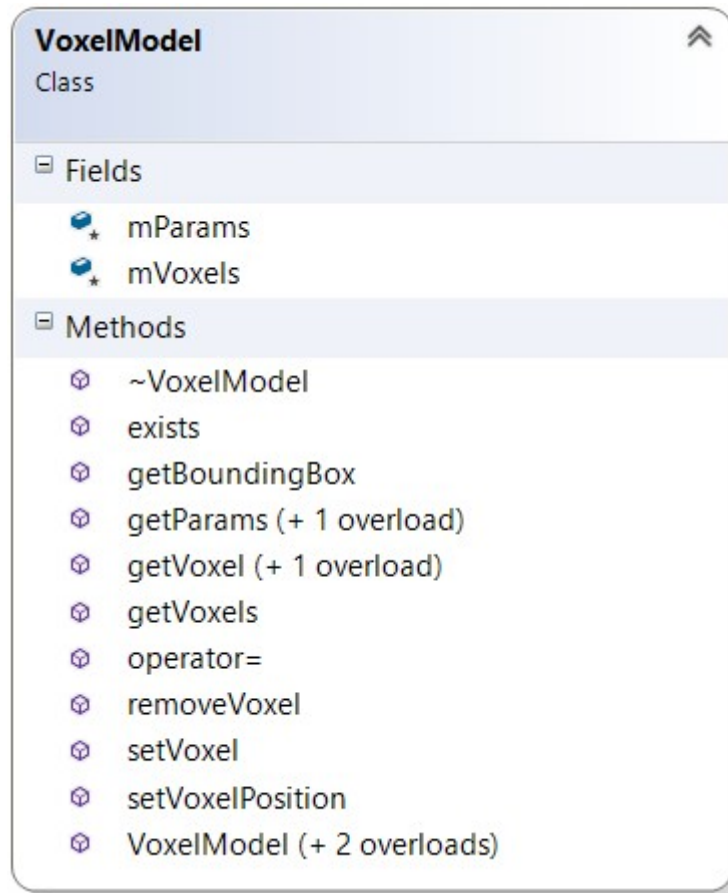 VoxelModel
Class
Fields
mParams
mVoxels
Methods
~VoxelModel
exists
getBoundingBox
getParams (+ 1 overload)
getVoxel (+ 1 overload)
getVoxels
operator=
removeVoxel
setVoxel
setVoxelPosition
VoxelModel (+ 2 overloads)